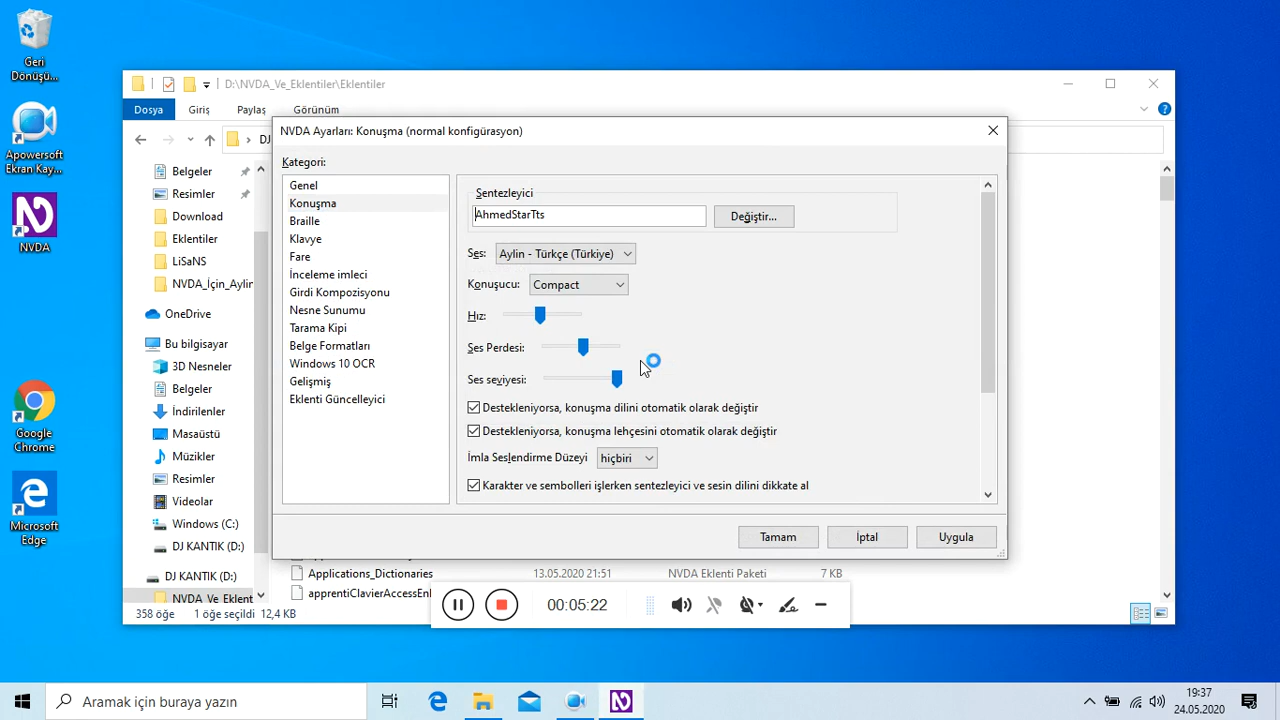 Geri
Dönüşü...
Apowersoft
Ekran Kay...
NVDA
Google
Chrome
Microsoft
Edge
D:\NVDA_Ve_Eklentiler\Eklentiler
Dosya
Giriş
Paylaş
Görünüm
DJ
Belgeler
Resimler
Download
Eklentiler
LiSaNS
NVDA_İçin_Aylin
OneDrive
Bu bilgisayar
3D Neseler
Belgeler
İndirilenler
Masaüstü
Müzikler
Resimler
Videolar
Windows (C:)
DJ KANTIK (D:)
DJ KANTIK (D:)
NVDA_Ve_Eklent
358 öğe
1 öğe seçildi 12,4 KB
NVDA Ayarları: Konuşma (normal konfigürasyon)
Kategori:
Genel
Konuşma
Braille
Klavye
Fare
İnceleme imleci
Girdi Kompozisyonu
Nesne Sunumu
Tarama Kipi
Belge Formatları
Windows 10 OCR
Gelişmiş
Eklenti Güncelleyici
Sentezleyici
AhmedStarTts
Değiştir...
Ses: Aylin - Türkçe (Türkiye)
Konuşucu: Compact
Hız:
Ses Perdesi:
Ses seviyesi:
Destekleniyorsa, konuşma dilini otomatik olarak değiştir
Destekleniyorsa, konuşma lehçesini otomatik olarak değiştir
İmla Seslendirme Düzeyi hiçbiri
Karakter ve sembolleri işlerken sentezleyici ve sesin dilini dikkate al
Tamam
İptal
Uygula
Applications_Dictionaries 13.05.2020 21:51 NVDA Eklenti Paketi 7 KB
00:05:22
Aramak için buraya yazın
19:37
24.05.2020